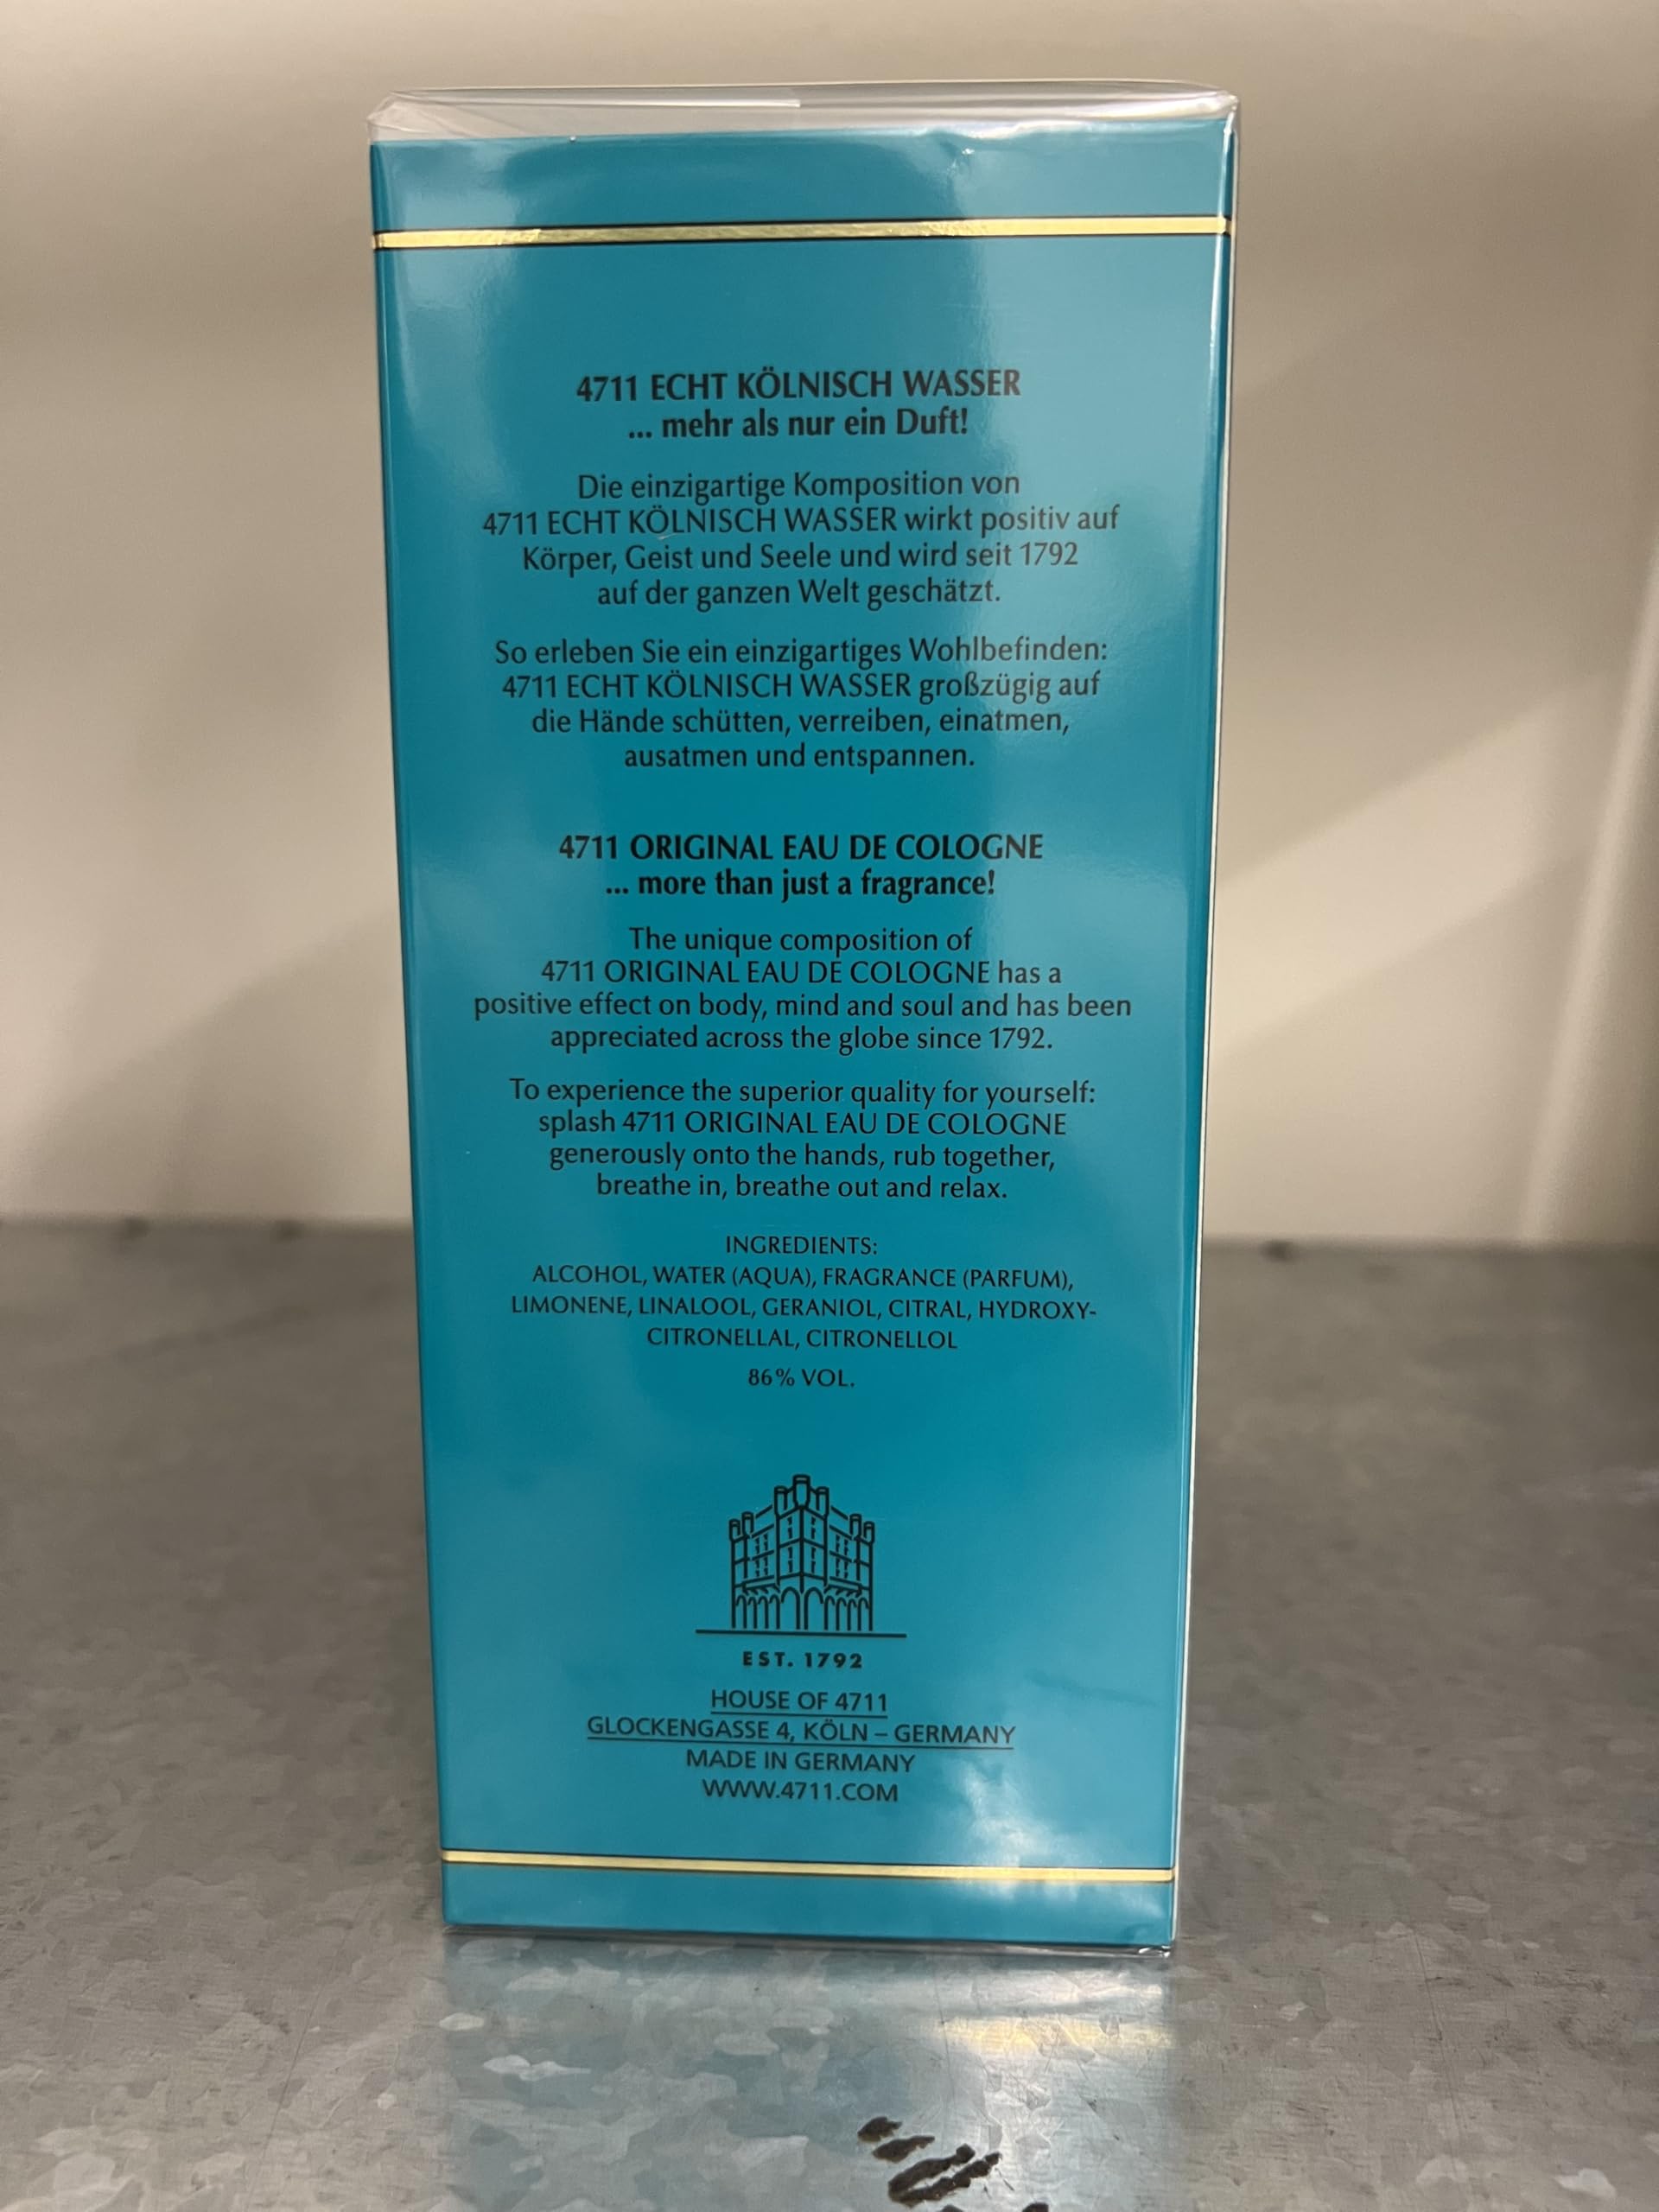 4711 ECHT KÖLNISCH WASSER
... mehr als nur ein Duft!
Die einzigartige Komposition von
4711 ECHT KÖLNISCH WASSER wirkt positiv auf
Körper, Geist und Seele und wird seit 1792
auf der ganzen Welt geschätzt.
So erleben Sie ein einzigartiges Wohlbefinden:
4711 ECHT KÖLNISCH WASSER großzügig auf
die Hände schütten, verreiben, einatmen,
ausatmen und entspannen.
4711 ORIGINAL EAU DE COLOGNE
... more than just a fragrance!
The unique composition of
4711 ORIGINAL EAU DE COLOGNE has a
positive effect on body, mind and soul and has been
appreciated across the globe since 1792.
To experience the superior quality for yourself:
splash 4711 ORIGINAL EAU DE COLOGNE
generously onto the hands, rub together,
breathe in, breathe out and relax.
INGREDIENTS:
ALCOHOL, WATER (AQUA), FRAGRANCE (PARFUM),
LIMONENE, LINALOOL, GERANIOL, CITRAL, HYDROXY-
CITRONELLAL, CITRONELLOL
86% VOL.
EST. 1792
HOUSE OF 4711
GLOCKENGASSE 4, KÖLN – GERMANY
MADE IN GERMANY
WWW.4711.COM